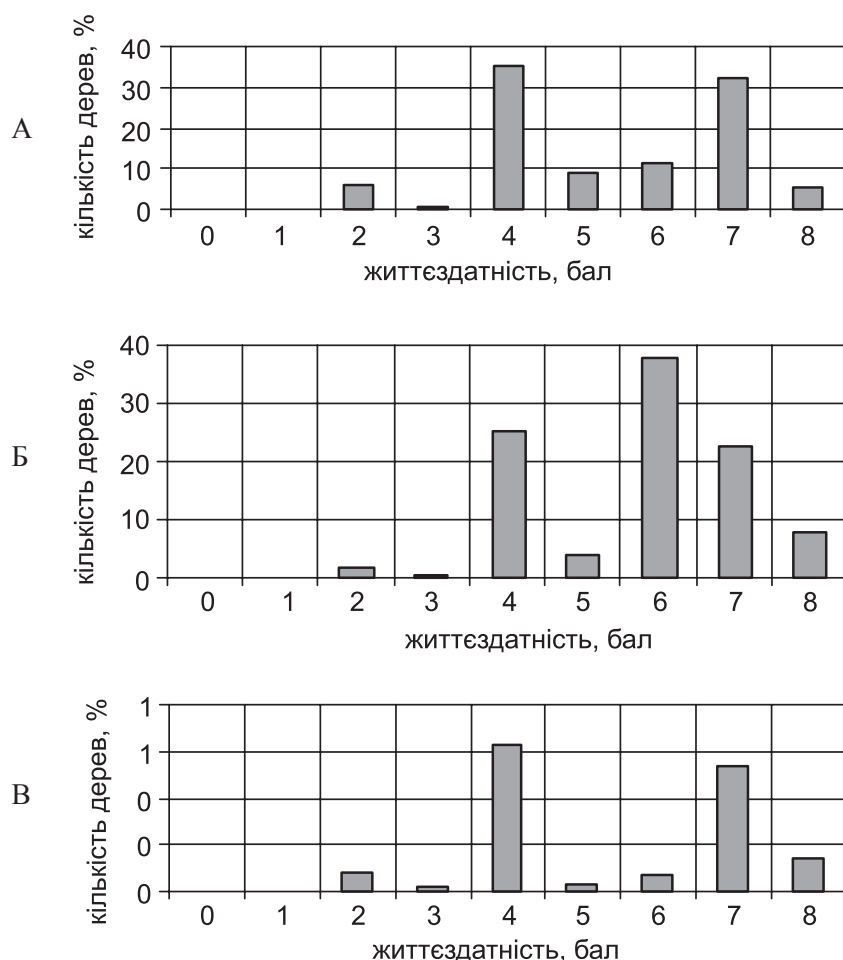 А
кількість дерев, %
40
30
20
10
0
0 1 2 3 4 5 6 7 8
життєздатність, бал
Б
кількість дерев, %
40
30
20
10
0
0 1 2 3 4 5 6 7 8
життєздатність, бал
В
кількість дерев, %
1
1
0
0
0
0 1 2 3 4 5 6 7 8
життєздатність, бал